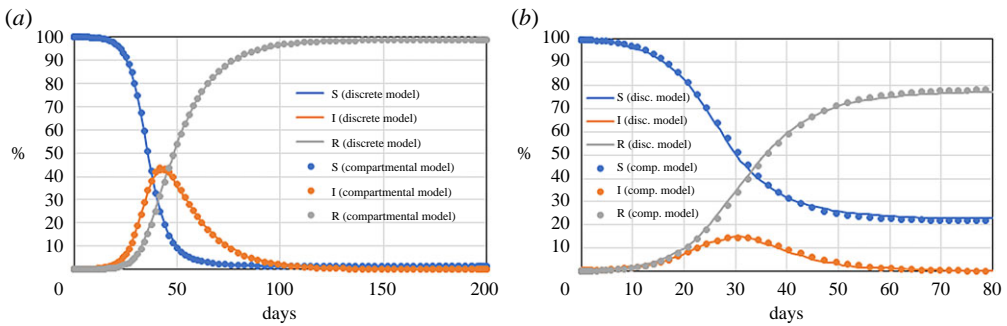 (a)
%
100
90
80
70
60
50
40
30
20
10
0
50
100
150
200
days
S (discrete model)
I (discrete model)
R (discrete model)
S (compartmental model)
I (compartmental model)
R (compartmental model)
(b)
%
100
90
80
70
60
50
40
30
20
10
0
0
10
20
30
40
50
60
70
80
days
S (disc. model)
I (disc. model)
R (disc. model)
S (comp. model)
I (comp. model)
R (comp. model)